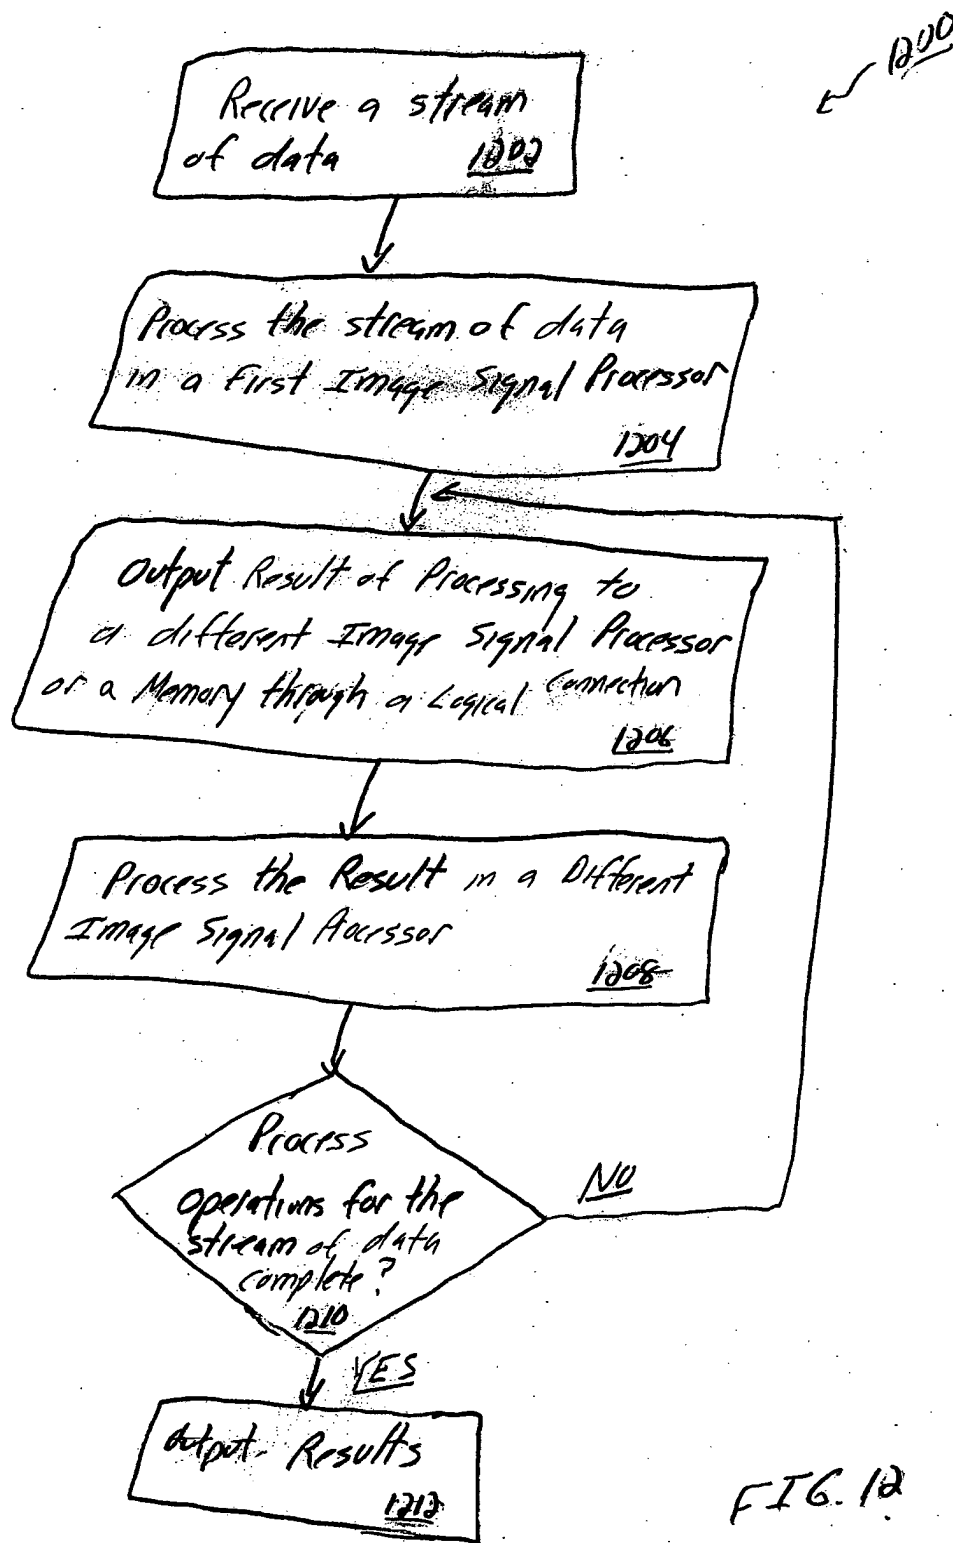 1200
Receive a stream
of data 1202
Process the stream of data
in a First Image Signal Processor
1204
Output Result of Processing to
a different Image Signal Processor
or a Memory through a Logical Connection
1206
Process the Result in a Different
Image Signal Processor
1208
Process
operations for the
stream of data
complete?
1210
NO
YES
Output Results
1212
FIG. 12